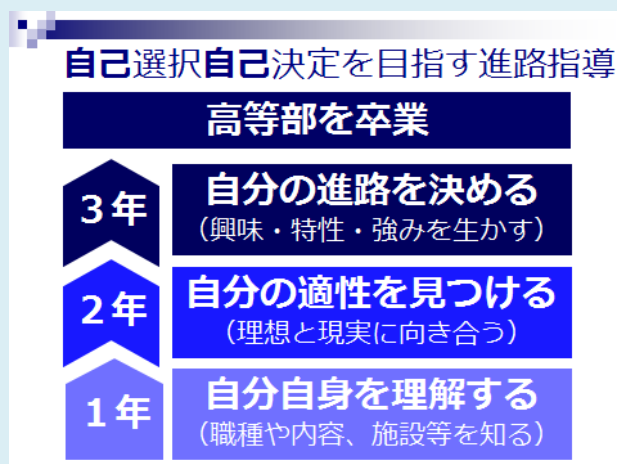 自己選択自己決定を目指す進路指導
高等部を卒業
3年
自分の進路を決める
（興味・特性・強みを生かす）
2年
自分の適性を見つける
（理想と現実に向き合う）
1年
自分自身を理解する
（職種や内容、施設等を知る）